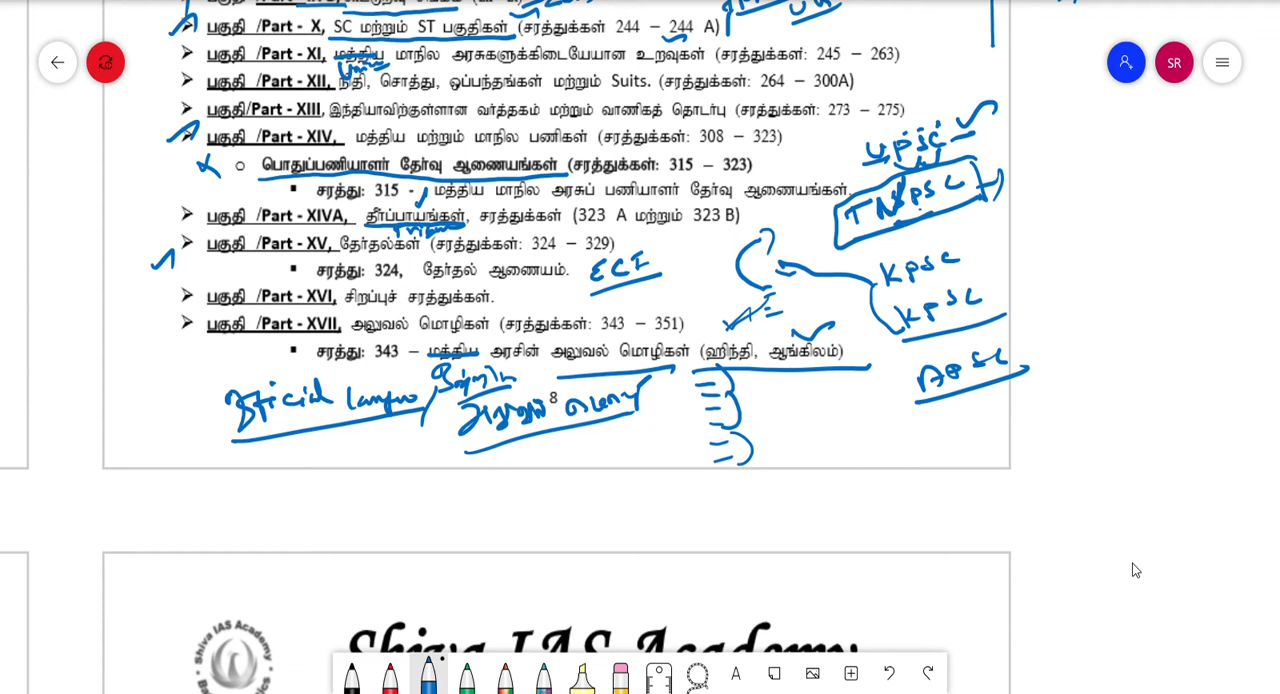 பகுதி /Part - X, SC மற்றும் ST பகுதிகள் (சரத்துக்கள் 244 – 244 A)
பகுதி /Part - XI, மத்திய மாநில அரசுகளுக்கிடையேயான உறவுகள் (சரத்துக்கள்: 245 – 263)
பகுதி /Part - XII, நிதி, சொத்து, ஒப்பந்தங்கள் மற்றும் Suits. (சரத்துக்கள்: 264 – 300A)
பகுதி/Part - XIII, இந்தியாவிற்குள்ளான வர்த்தகம் மற்றும் வாணிகத் தொடர்பு (சரத்துக்கள்: 273 – 275)
பகுதி /Part - XIV, மத்திய மற்றும் மாநில பணிகள் (சரத்துக்கள்: 308 – 323)
UPSC
பொதுப்பணியாளர் தேர்வு ஆணையங்கள் (சரத்துக்கள்: 315 – 323)
சரத்து: 315 - மத்திய மாநில அரசுப் பணியாளர் தேர்வு ஆணையங்கள்.
TNPSC
பகுதி /Part - XIVA, தீர்ப்பாயங்கள், சரத்துக்கள் (323 A மற்றும் 323 B)
பகுதி /Part - XV, தேர்தல்கள் (சரத்துக்கள்: 324 – 329)
சரத்து: 324, தேர்தல் ஆணையம். ECI
KPSC
பகுதி /Part - XVI, சிறப்புச் சரத்துக்கள்.
KPSC
பகுதி /Part - XVII, அலுவல் மொழிகள் (சரத்துக்கள்: 343 – 351)
சரத்து: 343 – மத்திய அரசின் அலுவல் மொழிகள் (ஹிந்தி, ஆங்கிலம்)
APSC
8
Shiva IAS Academy
Shiva IAS Academy
SR
A